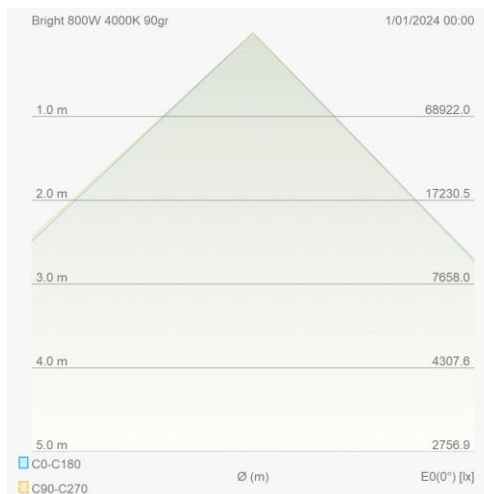 Bright 800W 4000K 90gr 1/01/2024 00:00
1.0 m 68922.0
2.0 m 17230.5
3.0 m 7658.0
4.0 m 4307.6
5.0 m 2756.9
C0-C180
Ø (m) E0(0°) [lx]
C90-C270